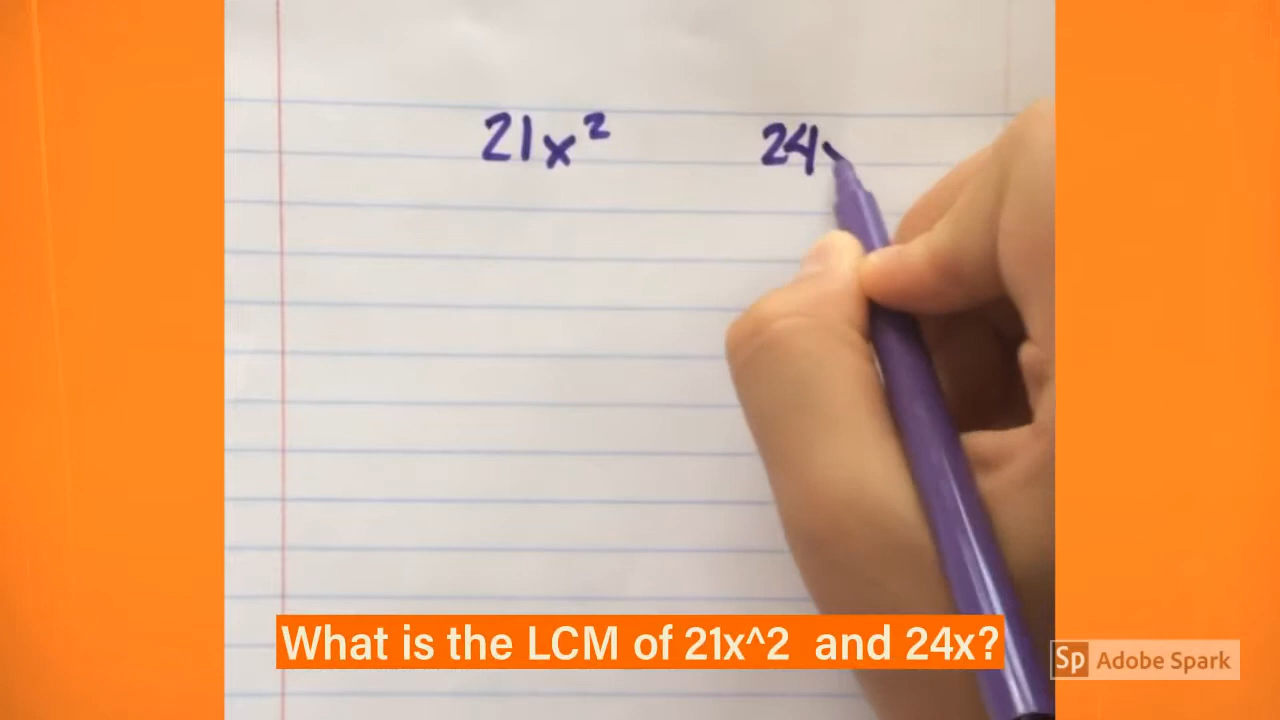 21x² 24
What is the LCM of 21x^2 and 24x?
Sp Adobe Spark